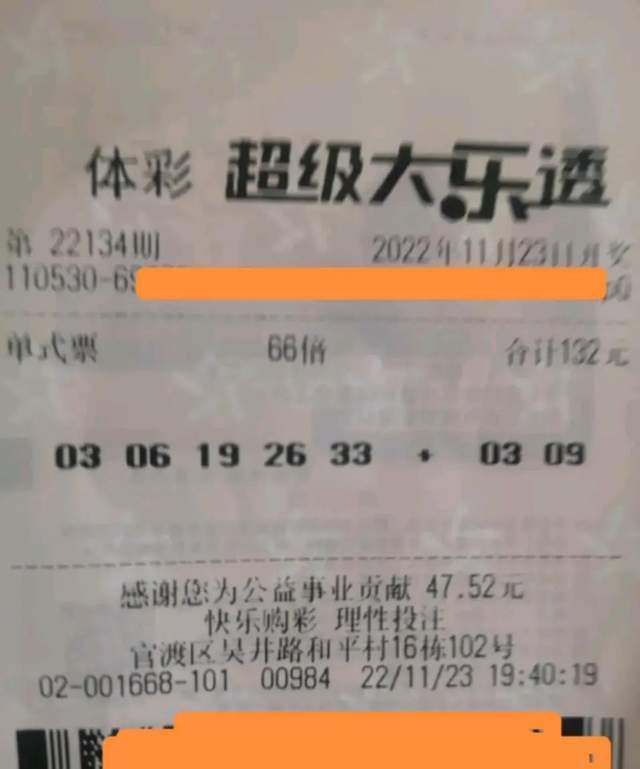 体彩 超级大乐透
第 22134期 2022年11月23日开奖
110530-69
单式票 66倍 合计132元
03 06 19 26 33 + 03 09
感谢您为公益事业贡献 47.52元
快乐购彩 理性投注
官渡区吴井路和平村16栋102号
02-001668-101 00984 22/11/23 19:40:19